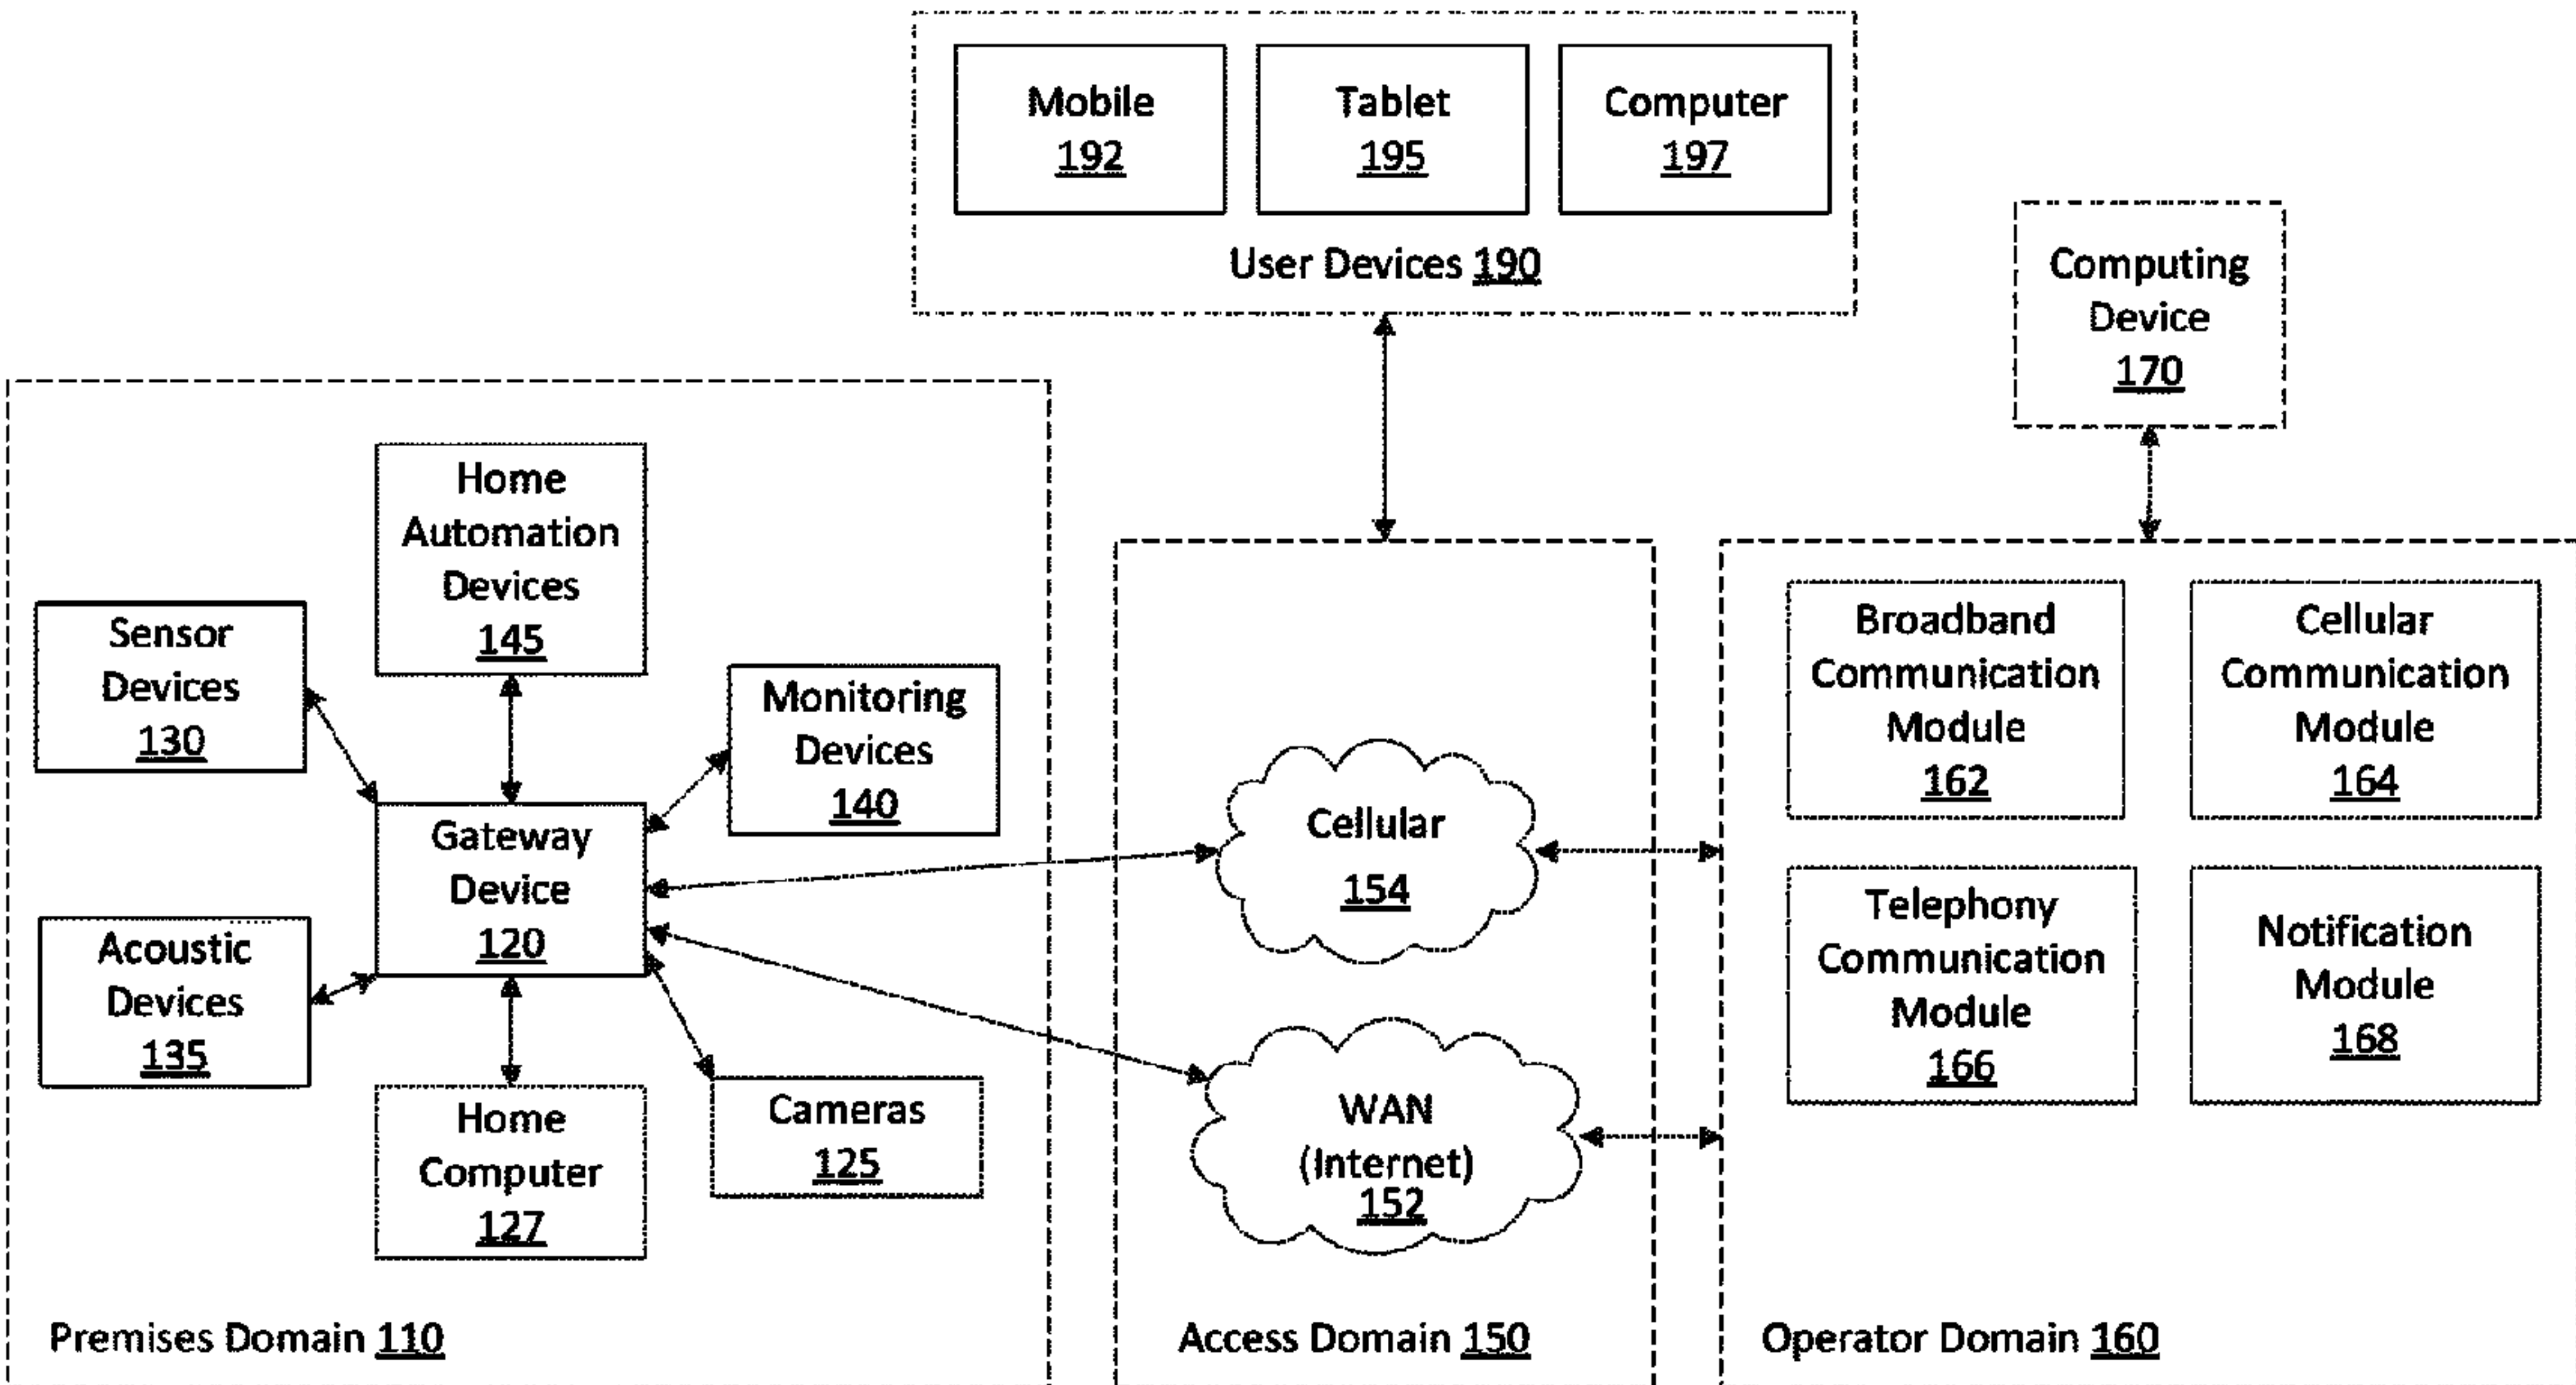 Mobile
192
Tablet
195
Computer
197
User Devices 190
Computing
Device
170
Home
Automation
Devices
145
Sensor
Devices
130
Monitoring
Devices
140
Gateway
Device
120
Acoustic
Devices
135
Home
Computer
127
Cameras
125
Premises Domain 110
Cellular
154
WAN
(Internet)
152
Access Domain 150
Broadband
Communication
Module
162
Cellular
Communication
Module
164
Telephony
Communication
Module
166
Notification
Module
168
Operator Domain 160